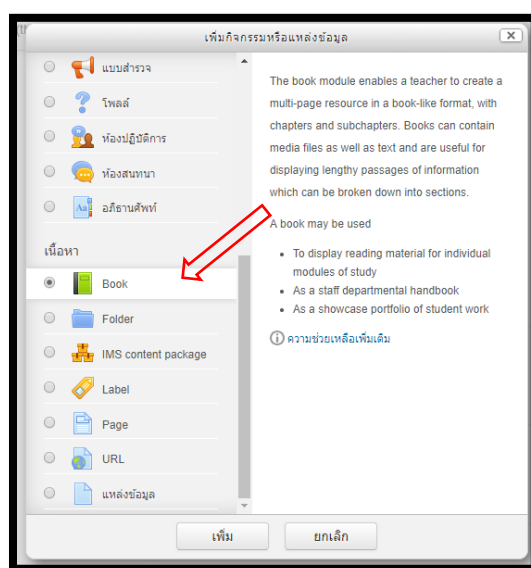 เพิ่มกิจกรรมหรือแหล่งข้อมูล
แบบสำรวจ
โพลล์
ห้องปฏิบัติการ
ห้องสนทนา
อภิธานศัพท์
เนื้อหา
Book
Folder
IMS content package
Label
Page
URL
แหล่งข้อมูล
The book module enables a teacher to create a
multi-page resource in a book-like format, with
chapters and subchapters. Books can contain
media files as well as text and are useful for
displaying lengthy passages of information
which can be broken down into sections.
A book may be used
• To display reading material for individual
modules of study
• As a staff departmental handbook
• As a showcase portfolio of student work
ความช่วยเหลือเพิ่มเติม
เพิ่ม
ยกเลิก